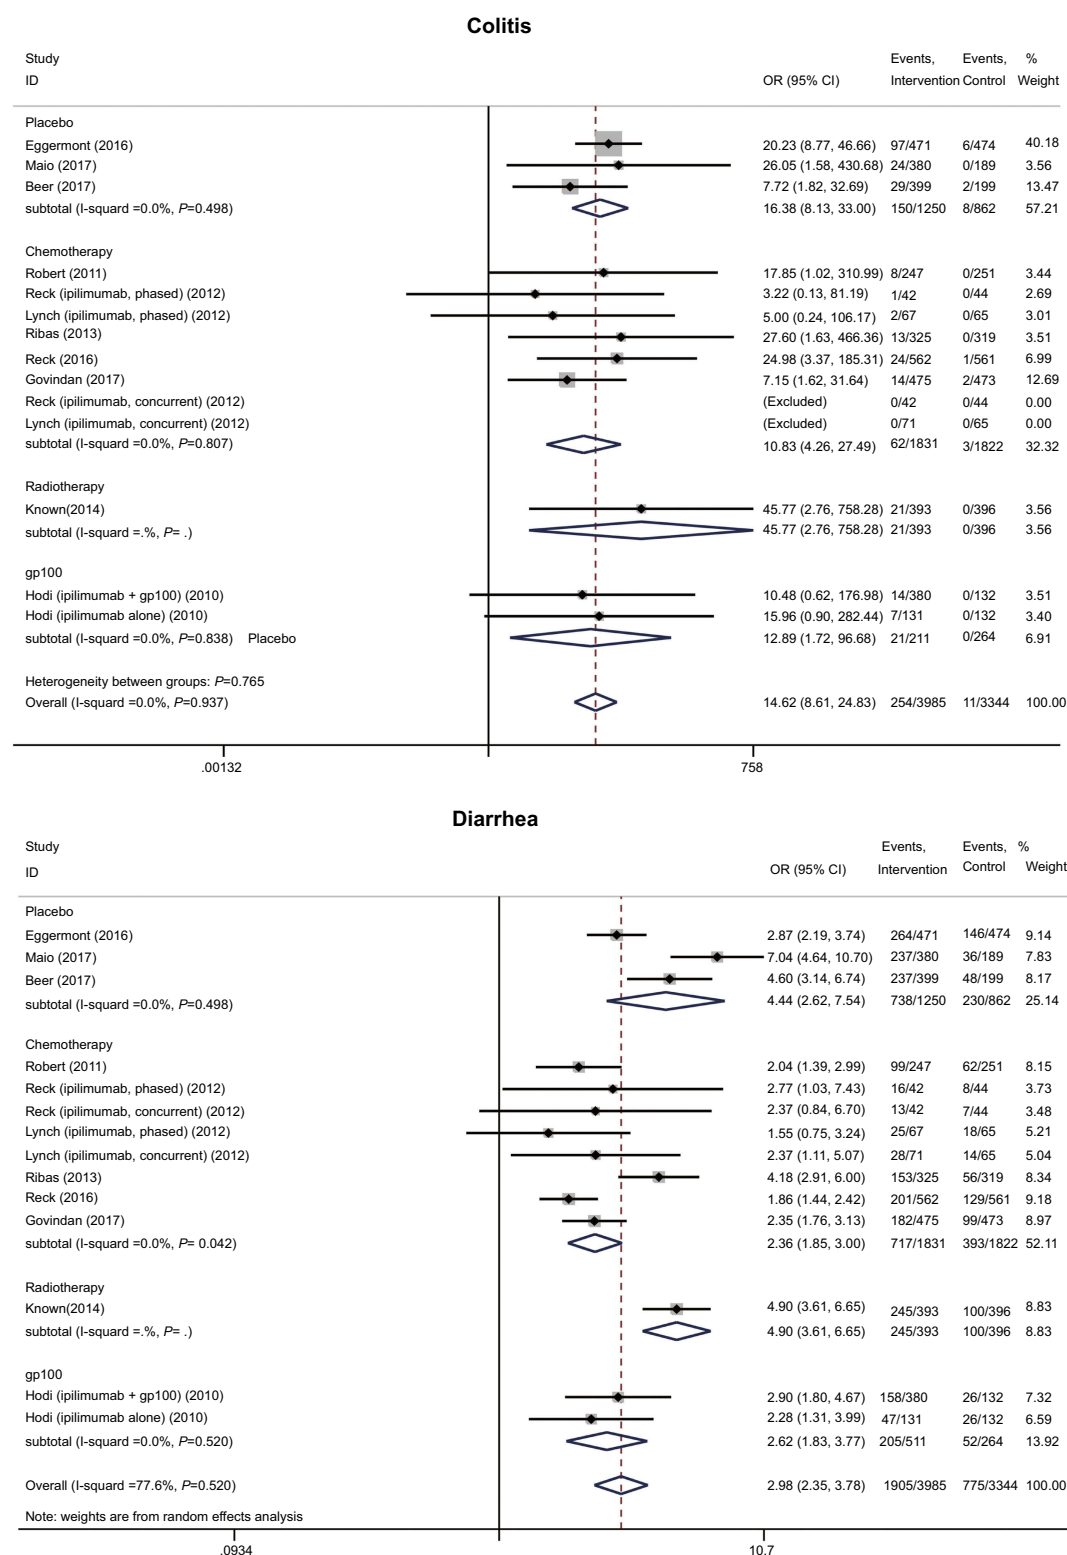 Colitis
Study Events, Events, %
ID OR (95% CI) Intervention Control Weight
Placebo
Eggermont (2016) 20.23 (8.77, 46.66) 97/471 6/474 40.18
Maio (2017) 26.05 (1.58, 430.68) 24/380 0/189 3.56
Beer (2017) 7.72 (1.82, 32.69) 29/399 2/199 13.47
subtotal (I-square =0.0%, P=0.498) 16.38 (8.13, 33.00) 150/1250 8/862 57.21
Chemotherapy
Robert (2011) 17.85 (1.02, 310.99) 8/247 0/251 3.44
Reck (ipilimumab, phased) (2012) 3.22 (0.13, 81.19) 1/42 0/44 2.69
Lynch (ipilimumab, phased) (2012) 5.00 (0.24, 106.17) 2/67 0/65 3.01
Ribas (2013) 27.60 (1.63, 466.36) 13/325 0/319 3.51
Reck (2016) 24.98 (3.37, 185.31) 24/562 1/561 6.99
Govindan (2017) 7.15 (1.62, 31.64) 14/475 2/473 12.69
Reck (ipilimumab, concurrent) (2012) (Excluded) 0/42 0/44 0.00
Lynch (ipilimumab, concurrent) (2012) (Excluded) 0/71 0/65 0.00
subtotal (I-square =0.0%, P=0.807) 10.83 (4.26, 27.49) 62/1831 3/1822 32.32
Radiotherapy
Known(2014) 45.77 (2.76, 758.28) 21/393 0/396 3.56
subtotal (I-squard =.%, P= .) 45.77 (2.76, 758.28) 21/393 0/396 3.56
gp100
Hodi (ipilimumab + gp100) (2010) 10.48 (0.62, 176.98) 14/380 0/132 3.51
Hodi (ipilimumab alone) (2010) 15.96 (0.90, 282.44) 7/131 0/132 3.40
subtotal (I-squard =0.0%, P=0.838) Placebo 12.89 (1.72, 96.68) 21/211 0/264 6.91
Heterogeneity between groups: P=0.765
Overall (I-square =0.0%, P=0.937) 14.62 (8.61, 24.83) 254/3985 11/3344 100.00
.00132 758
Diarrhea
Study Events, Events, %
ID OR (95% CI) Intervention Control Weight
Placebo
Eggermont (2016) 2.87 (2.19, 3.74) 264/471 146/474 9.14
Maio (2017) 7.04 (4.64, 10.70) 237/380 36/189 7.83
Beer (2017) 4.60 (3.14, 6.74) 237/399 48/199 8.17
subtotal (I-square =0.0%, P=0.498) 4.44 (2.62, 7.54) 738/1250 230/862 25.14
Chemotherapy
Robert (2011) 2.04 (1.39, 2.99) 99/247 62/251 8.15
Reck (ipilimumab, phased) (2012) 2.77 (1.03, 7.43) 16/42 8/44 3.73
Reck (ipilimumab, concurrent) (2012) 2.37 (0.84, 6.70) 13/42 7/44 3.48
Lynch (ipilimumab, phased) (2012) 1.55 (0.75, 3.24) 25/67 18/65 5.21
Lynch (ipilimumab, concurrent) (2012) 2.37 (1.11, 5.07) 28/71 14/65 5.04
Ribas (2013) 4.18 (2.91, 6.00) 153/325 56/319 8.34
Reck (2016) 1.86 (1.44, 2.42) 201/562 129/561 9.18
Govindan (2017) 2.35 (1.76, 3.13) 182/475 99/473 8.97
subtotal (I-square =0.0%, P= 0.042) 2.36 (1.85, 3.00) 717/1831 393/1822 52.11
Radiotherapy
Known(2014) 4.90 (3.61, 6.65) 245/393 100/396 8.83
subtotal (I-squard =.%, P= .) 4.90 (3.61, 6.65) 245/393 100/396 8.83
gp100
Hodi (ipilimumab + gp100) (2010) 2.90 (1.80, 4.67) 158/380 26/132 7.32
Hodi (ipilimumab alone) (2010) 2.28 (1.31, 3.99) 47/131 26/132 6.59
subtotal (I-squard =0.0%, P=0.520) 2.62 (1.83, 3.77) 205/511 52/264 13.92
Overall (I-square =77.6%, P=0.520) 2.98 (2.35, 3.78) 1905/3985 775/3344 100.00
Note: weights are from random effects analysis
.0934 10.7